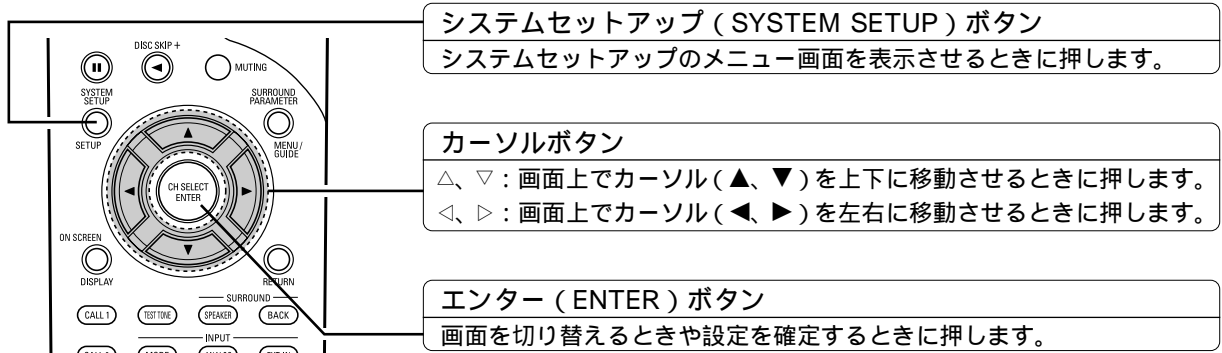 システムセットアップ(SYSTEM SETUP)ボタン
システムセットアップのメニュー画面を表示させるときに押します。
カーソルボタン
△、▽:画面上でカーソル(▲、▼)を上下に移動させるときに押します。
◁、▷:画面上でカーソル(◀、▶)を左右に移動させるときに押します。
エンター(ENTER)ボタン
画面を切り替えるときや設定を確定するときに押します。
DISC SKIP +
MUTING
SYSTEM
SETUP
SURROUND
PARAMETER
SETUP
MENU/
GUIDE
CH SELECT
ENTER
ON SCREEN
DISPLAY
RETURN
SURROUND
CALL 1
TEST TONE
SPEAKER
BACK
INPUT